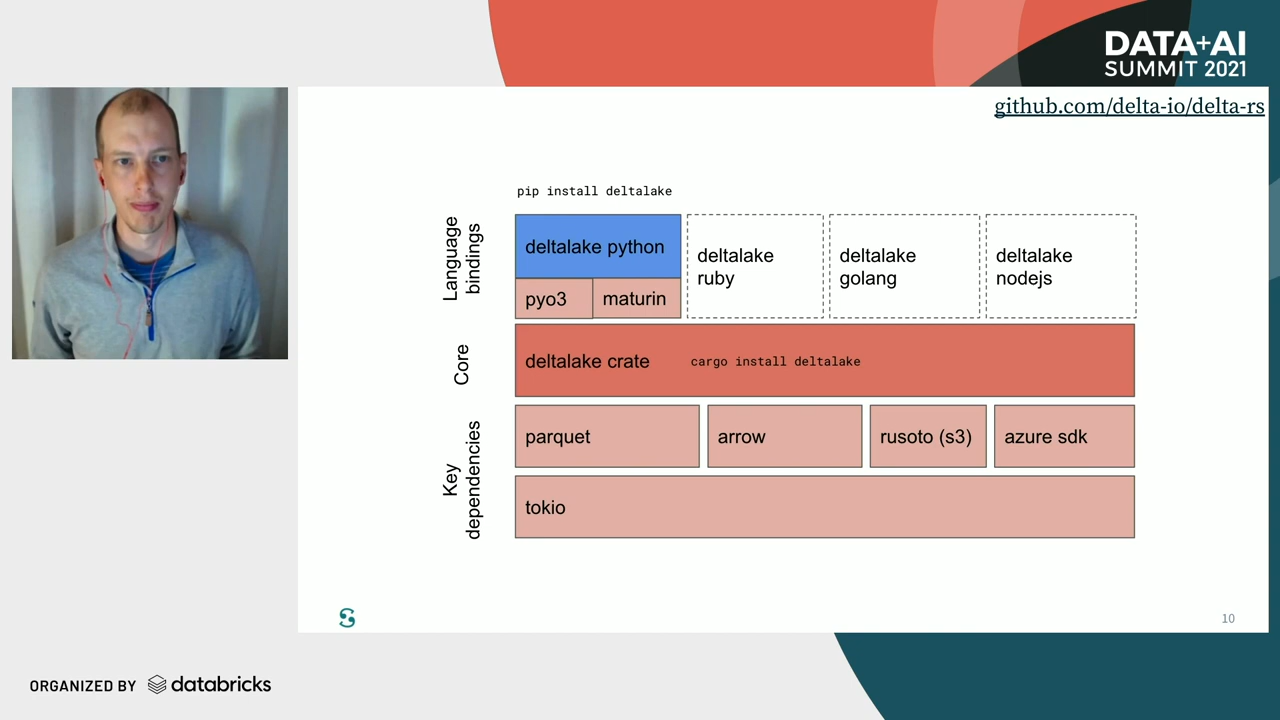 DATA+AI
SUMMIT 2021
github.com/delta-io/delta-rs
pip install deltalake
Language
bindings
deltalake python
pyo3
maturin
deltalake
ruby
deltalake
golang
deltalake
nodejs
Core
deltalake crate
cargo install deltalake
Key
dependencies
parquet
arrow
rusoto (s3)
azure sdk
tokio
10
ORGANIZED BY databricks